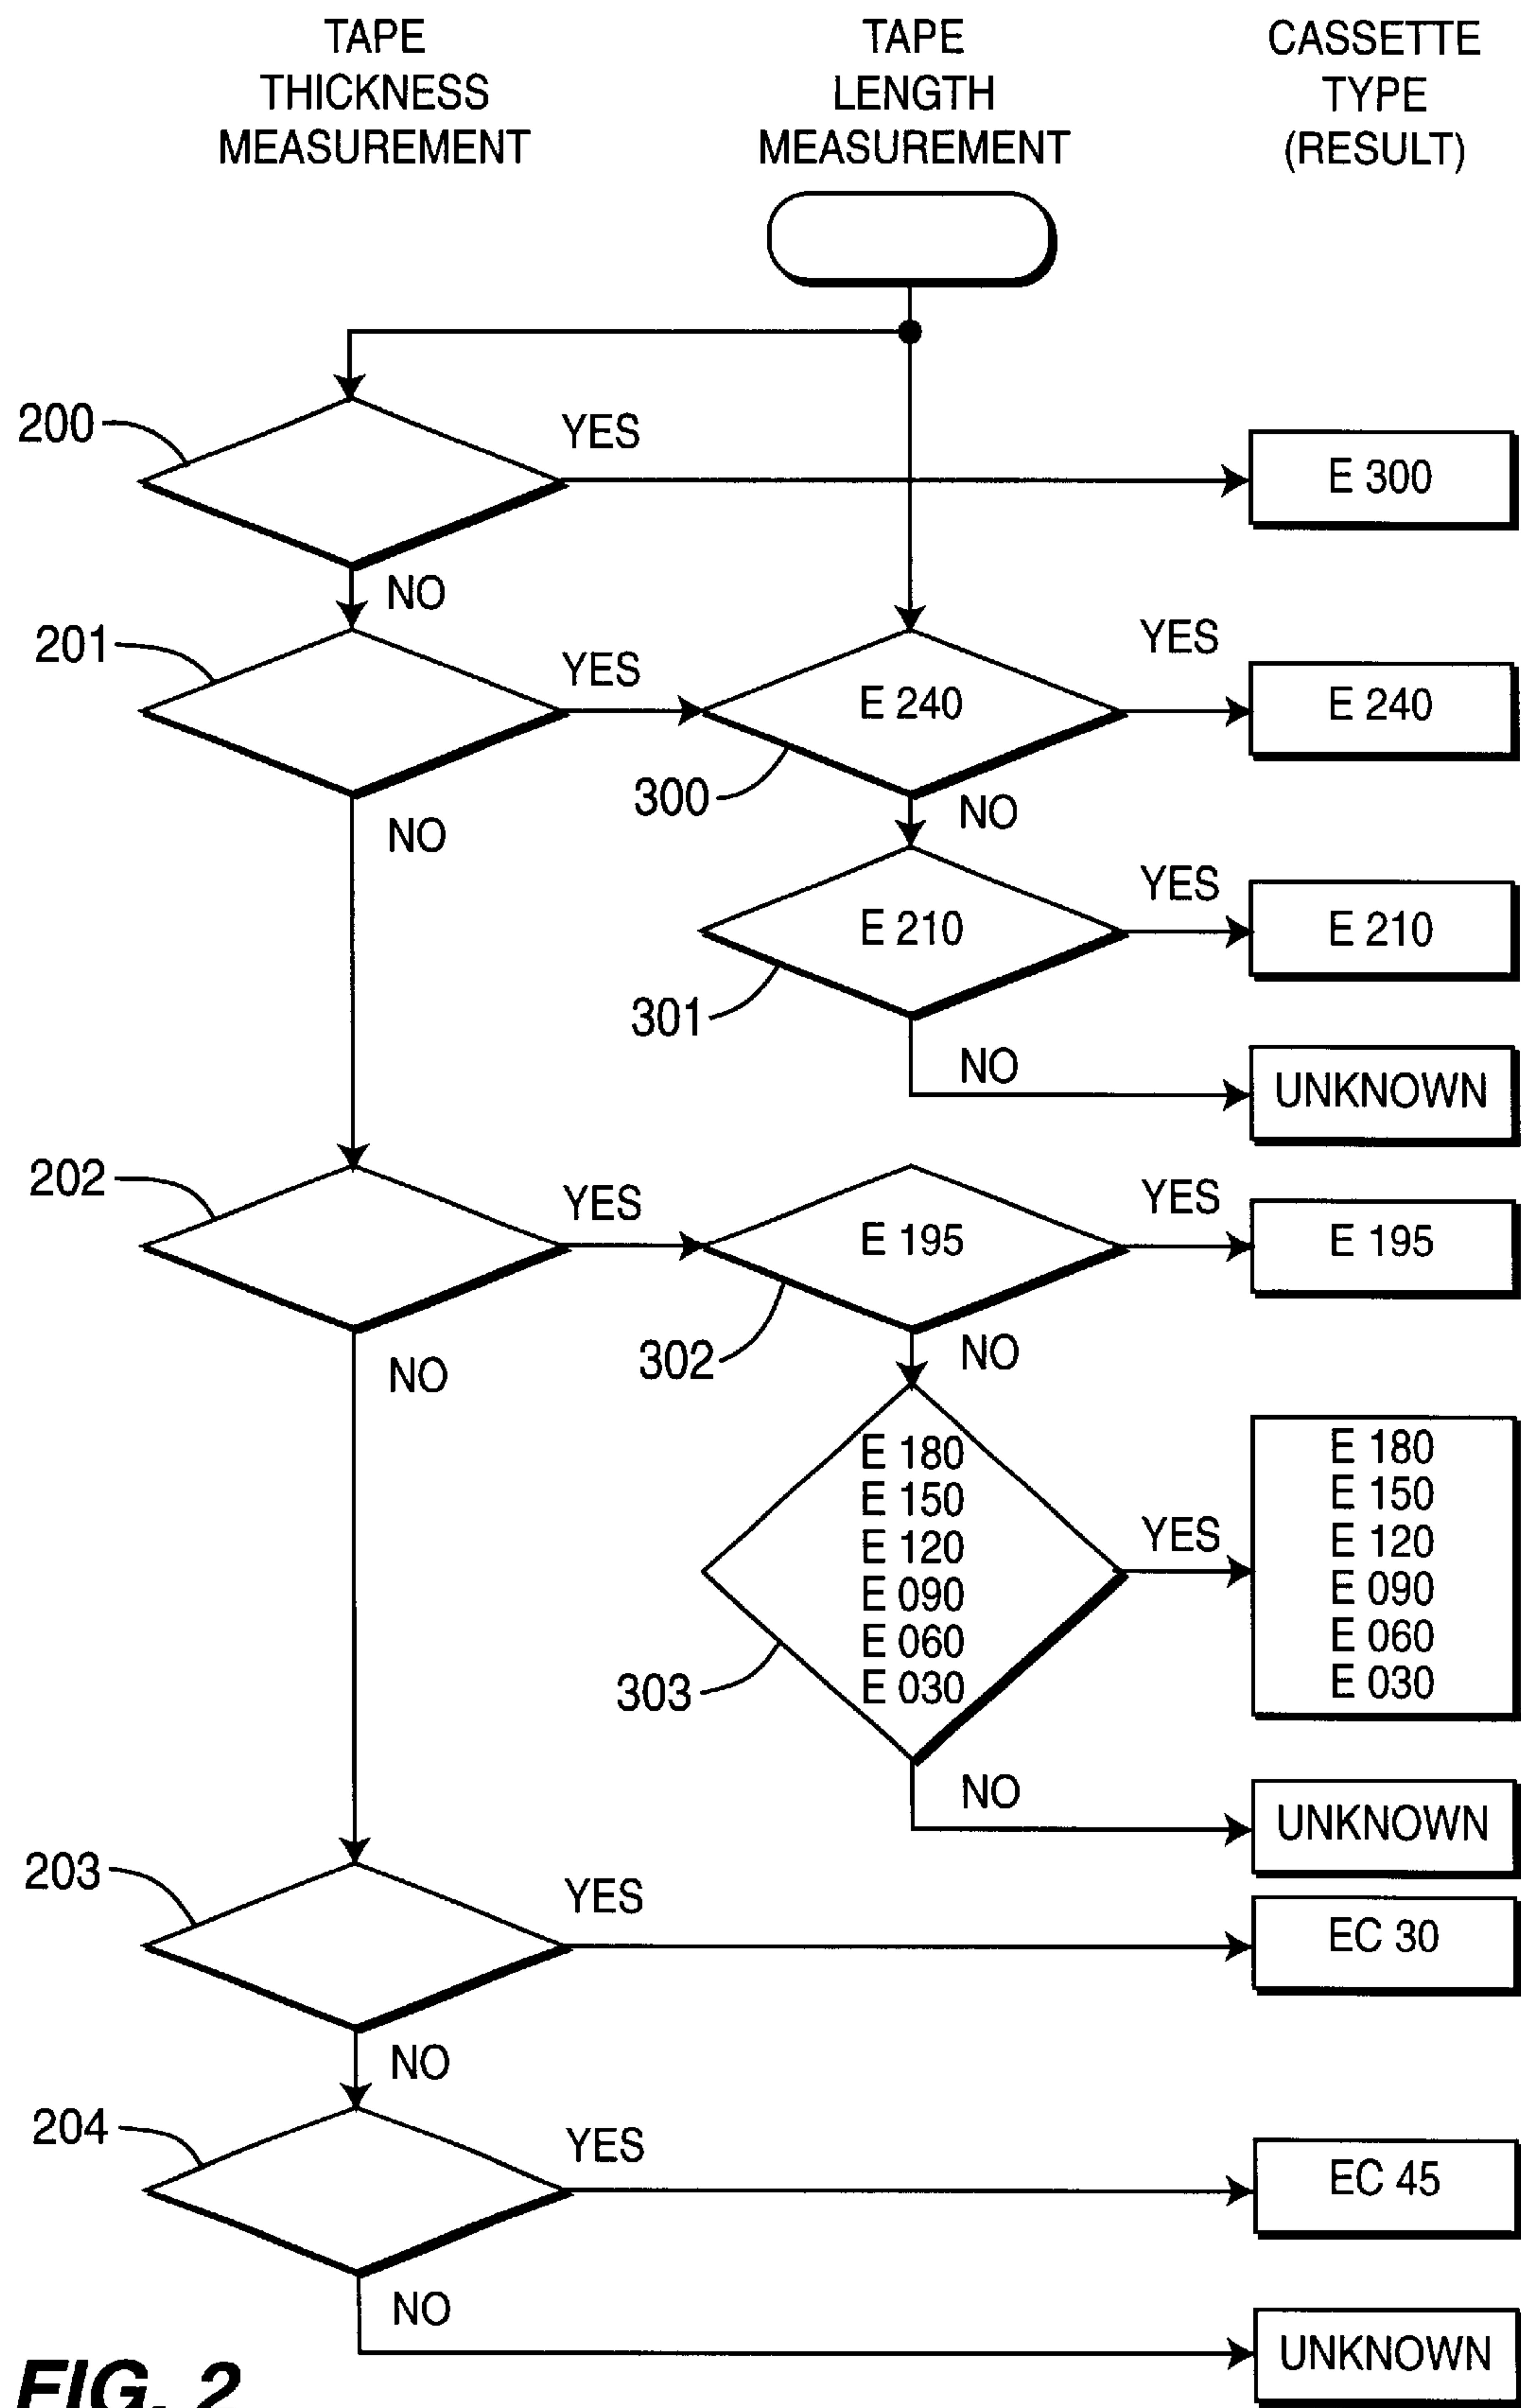 TAPE
THICKNESS
MEASUREMENT
TAPE
LENGTH
MEASUREMENT
CASSETTE
TYPE
(RESULT)
200
YES
E 300
NO
201
YES
E 240
YES
E 240
300
NO
NO
E 210
YES
E 210
301
NO
UNKNOWN
202
YES
E 195
YES
E 195
302
NO
NO
E 180
E 150
E 120
E 090
E 060
E 030
YES
E 180
E 150
E 120
E 090
E 060
E 030
303
NO
UNKNOWN
203
YES
EC 30
NO
204
YES
EC 45
NO
UNKNOWN
FIG. 2